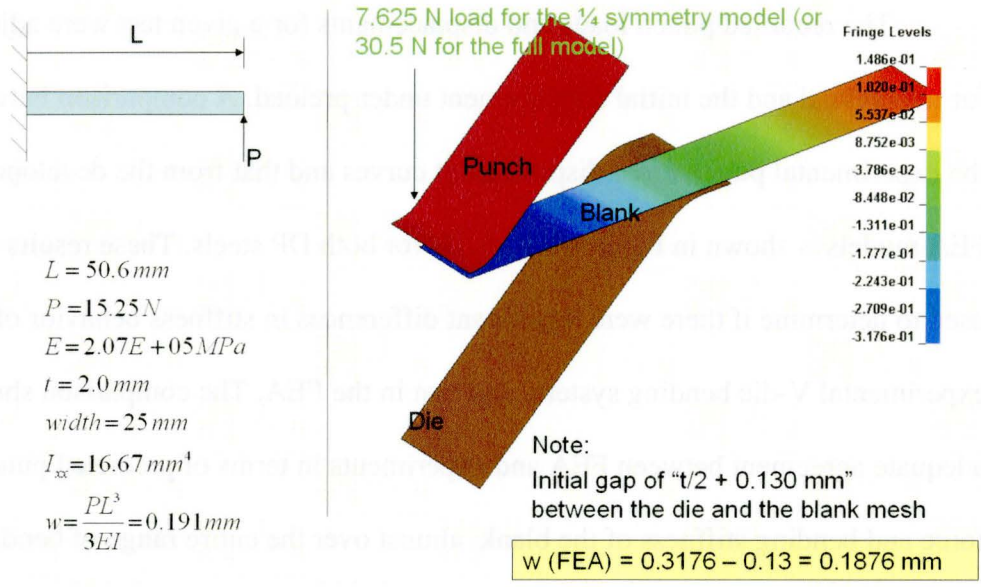 7.625 N load for the ¼ symmetry model (or
30.5 N for the full model)
L
P
L = 50.6 mm
P = 15.25 N
E = 2.07E + 05 MPa
t = 2.0 mm
width = 25 mm
I_xx = 16.67 mm⁴
w = PL³/3EI = 0.191 mm
Punch
Blank
Die
Fringe Levels
1.486e-01
1.020e-01
5.537e-02
8.752e-03
-3.786e-02
-8.448e-02
-1.311e-01
-1.777e-01
-2.243e-01
-2.709e-01
-3.176e-01
Note:
Initial gap of “t/2 + 0.130 mm”
between the die and the blank mesh
w (FEA) = 0.3176 – 0.13 = 0.1876 mm